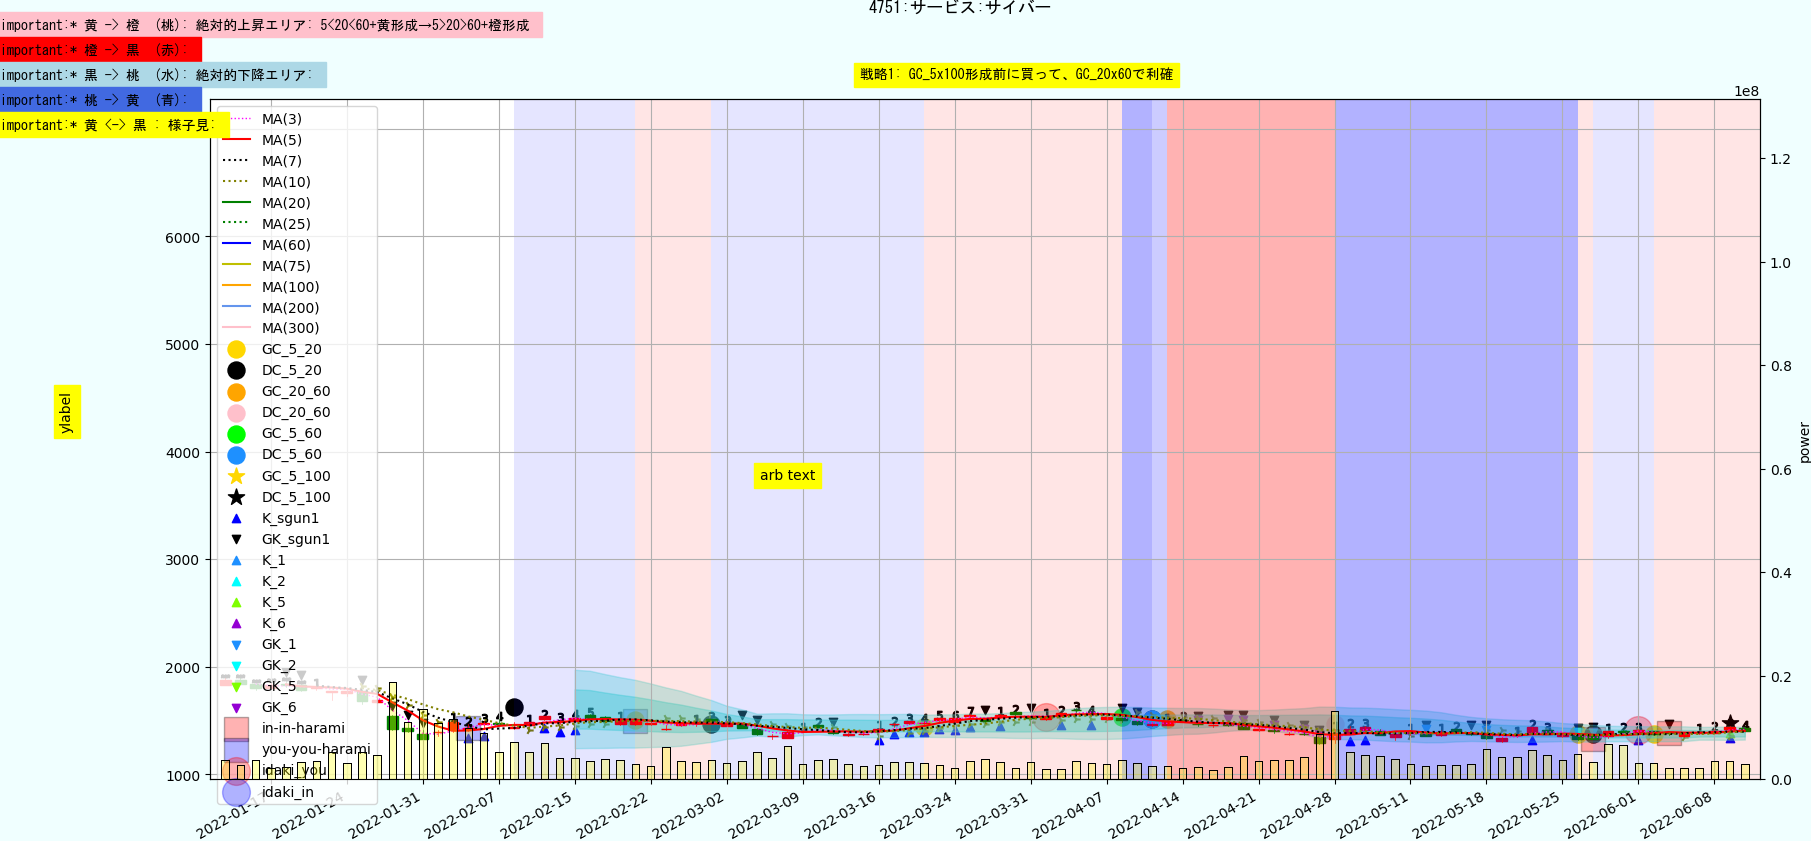 4751:サービス:サイバー
important:* 黄 -> 橙 (桃): 絶対的上昇エリア: 5<20<60+黄形成→5>20>60+橙形成
important:* 橙 -> 黒 (赤):
important:* 黒 -> 桃 (水): 絶対的下降エリア:
戦略1: GC_5x100形成前に買って、GC_20x60で利確
important:* 桃 -> 黄 (青):
important:* 黄 <-> 黒 : 様子見:
1e8
MA(3)
MA(5)
MA(7)
MA(10)
MA(20)
MA(25)
MA(60)
MA(75)
MA(100)
MA(200)
MA(300)
GC_5_20
DC_5_20
GC_20_60
DC_20_60
GC_5_60
DC_5_60
GC_5_100
DC_5_100
K_sgun1
GK_sgun1
K_1
K_2
K_5
K_6
GK_1
GK_2
GK_5
GK_6
in-in-harami
you-you-harami
idaki_you
idaki_in
6000
5000
4000
3000
2000
1000
ylabel
arb text
1.2
1.0
0.8
0.6
0.4
0.2
0.0
power
2022-01-17
2022-01-24
2022-01-31
2022-02-07
2022-02-15
2022-02-22
2022-03-02
2022-03-09
2022-03-16
2022-03-24
2022-03-31
2022-04-07
2022-04-14
2022-04-21
2022-04-28
2022-05-11
2022-05-18
2022-05-25
2022-06-01
2022-06-08